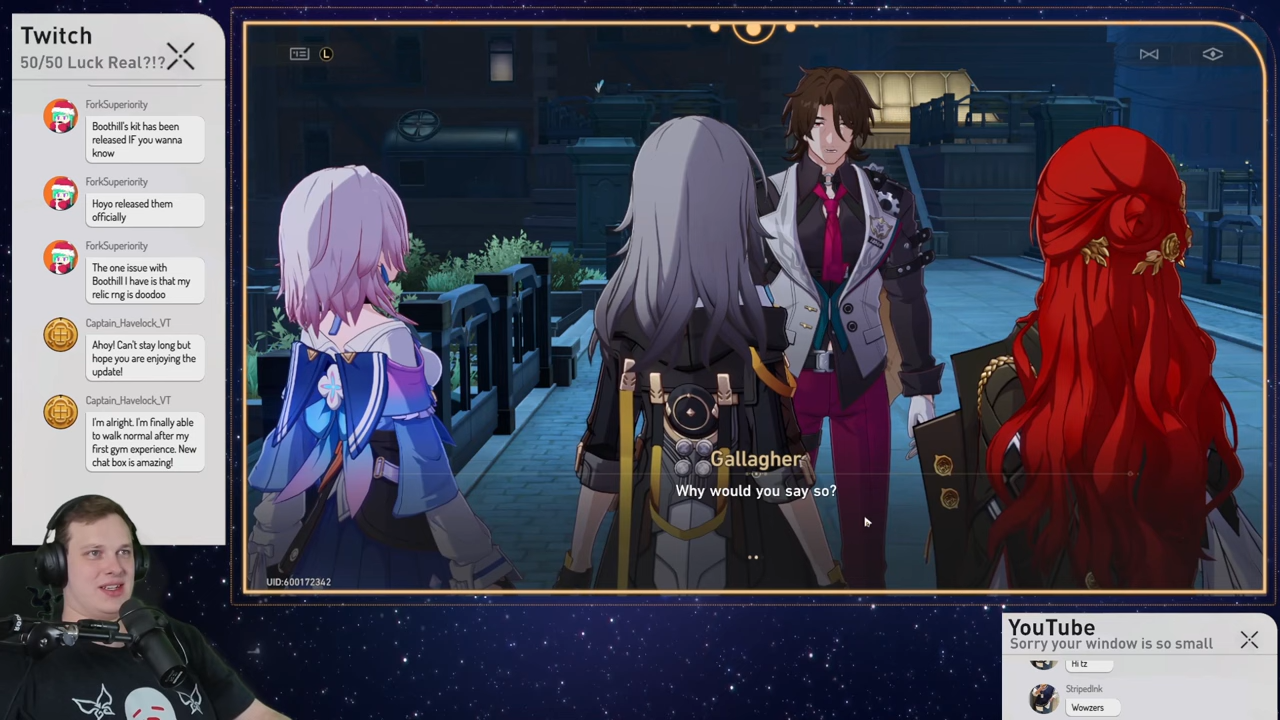 Twitch
50/50 Luck Real?!?
ForkSuperiority
Boothill's kit has been
released IF you wanna
know
ForkSuperiority
Hoyo released them
officially
ForkSuperiority
The one issue with
Boothill I have is that my
relic rng is doodoo
Captain_Havelock_VT
Ahoy! Can't stay long but
hope you are enjoying the
update!
Captain_Havelock_VT
I'm alright. I'm finally able
to walk normal after my
first gym experience. New
chat box is amazing!
L
Gallagher
Why would you say so?
UID:600172342
YouTube
Sorry your window is so small
Hi tz
StripedInk
Wowzers